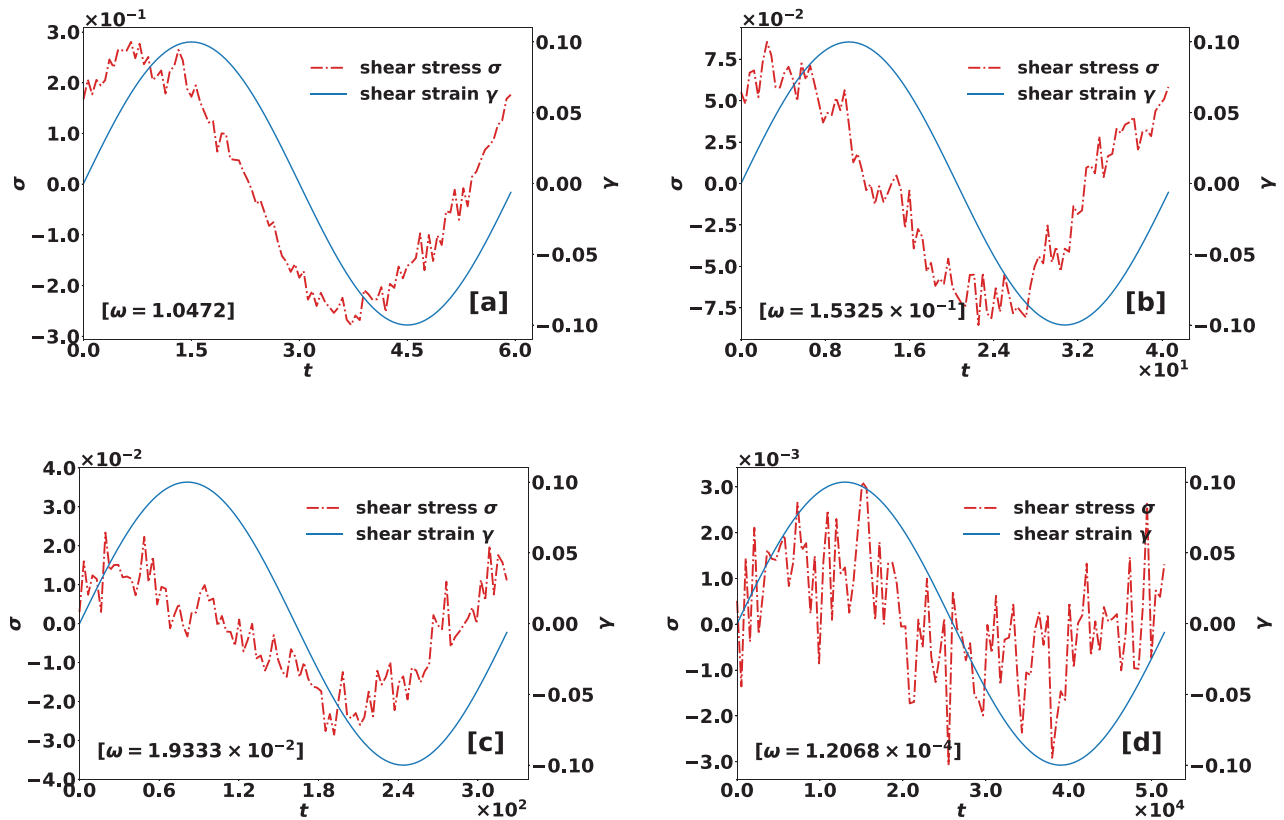 ×10⁻¹
3.0
2.0
1.0
0.0
−1.0
−2.0
−3.0
σ
0.10
0.05
0.00
−0.05
−0.10
γ
shear stress σ
shear strain γ
[ω = 1.0472]
[a]
0.0 1.5 3.0 4.5 6.0
t
×10⁻²
7.5
5.0
2.5
0.0
−2.5
−5.0
−7.5
σ
0.10
0.05
0.00
−0.05
−0.10
γ
shear stress σ
shear strain γ
[ω = 1.5325 × 10⁻¹]
[b]
0.0 0.8 1.6 2.4 3.2 4.0
×10¹
t
×10⁻²
4.0
3.0
2.0
1.0
0.0
−1.0
−2.0
−3.0
−4.0
σ
0.10
0.05
0.00
−0.05
−0.10
γ
shear stress σ
shear strain γ
[ω = 1.9333 × 10⁻²]
[c]
0.0 0.6 1.2 1.8 2.4 3.0
×10²
t
×10⁻³
3.0
2.0
1.0
0.0
−1.0
−2.0
−3.0
σ
0.10
0.05
0.00
−0.05
−0.10
γ
shear stress σ
shear strain γ
[ω = 1.2068 × 10⁻⁴]
[d]
0.0 1.0 2.0 3.0 4.0 5.0
×10⁴
t